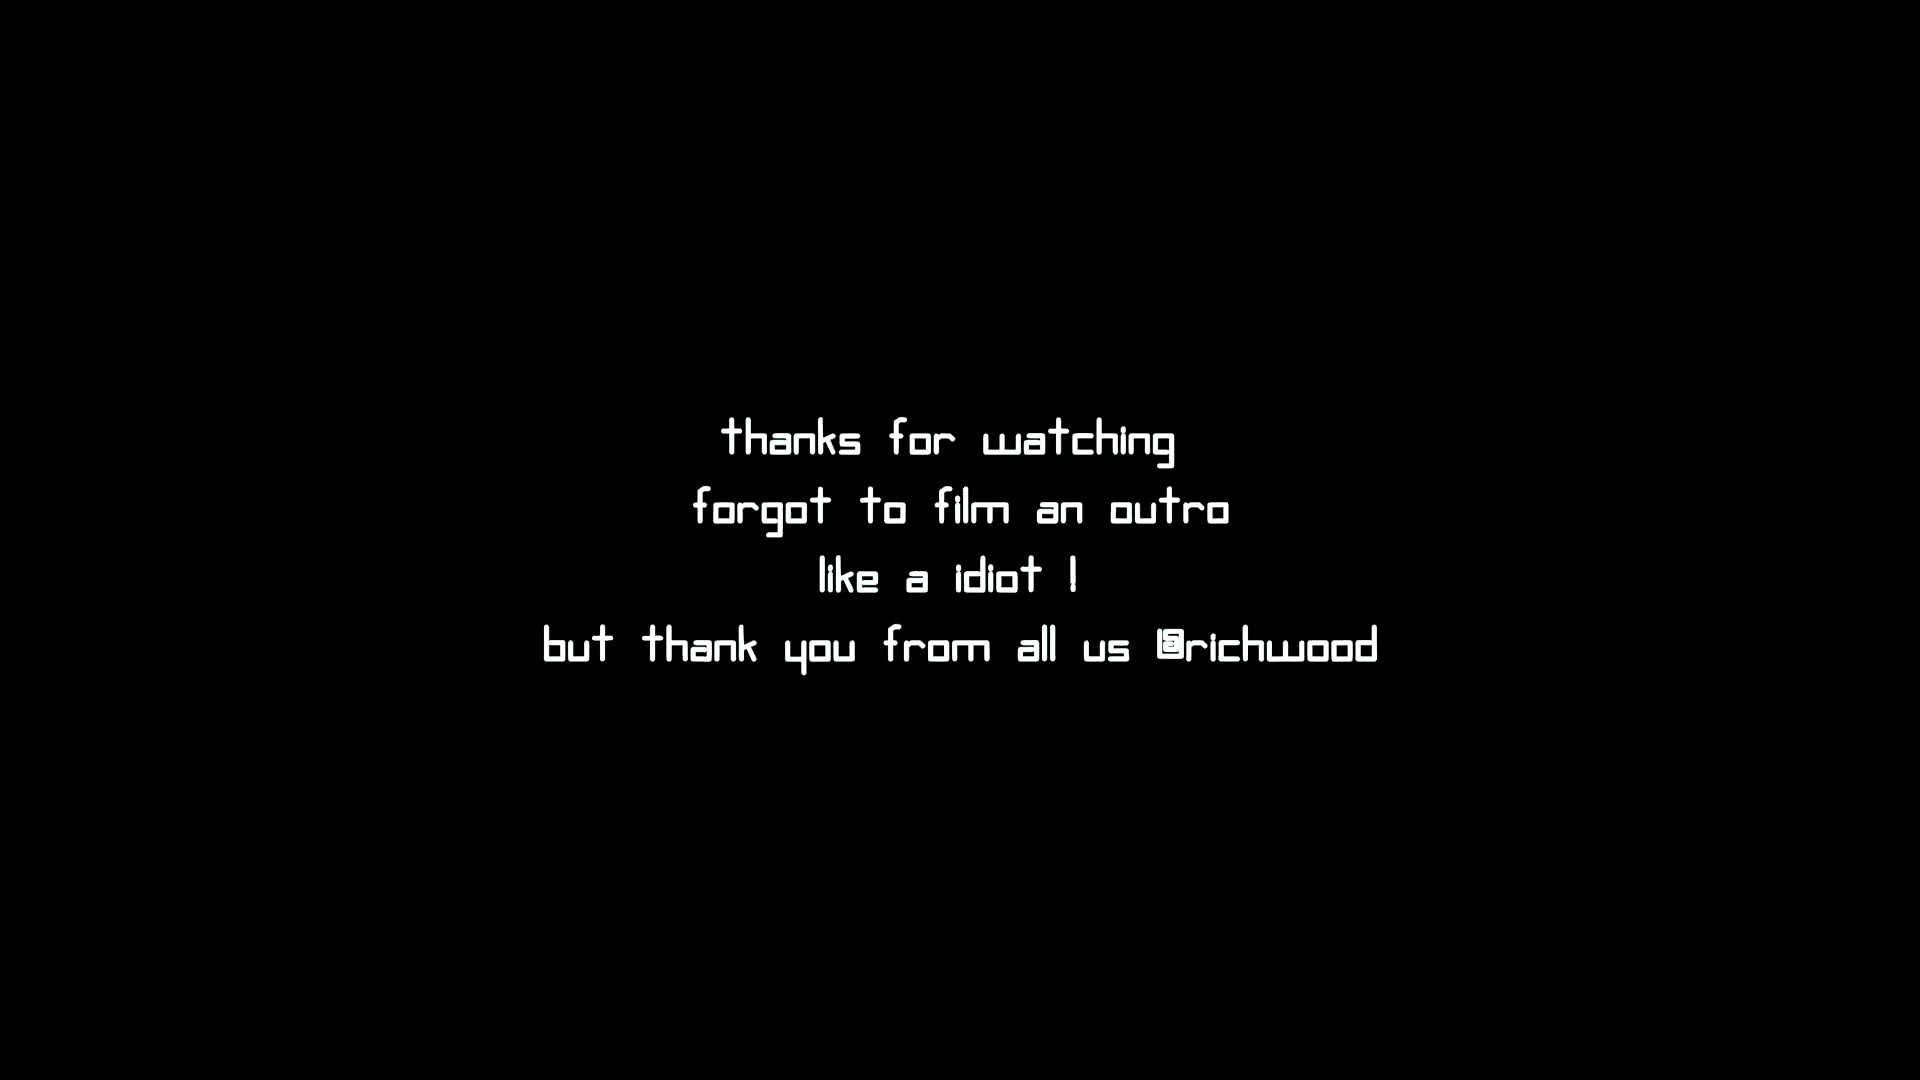 thanks for watching
forgot to film an outro
like a idiot !
but thank you from all us @richwood